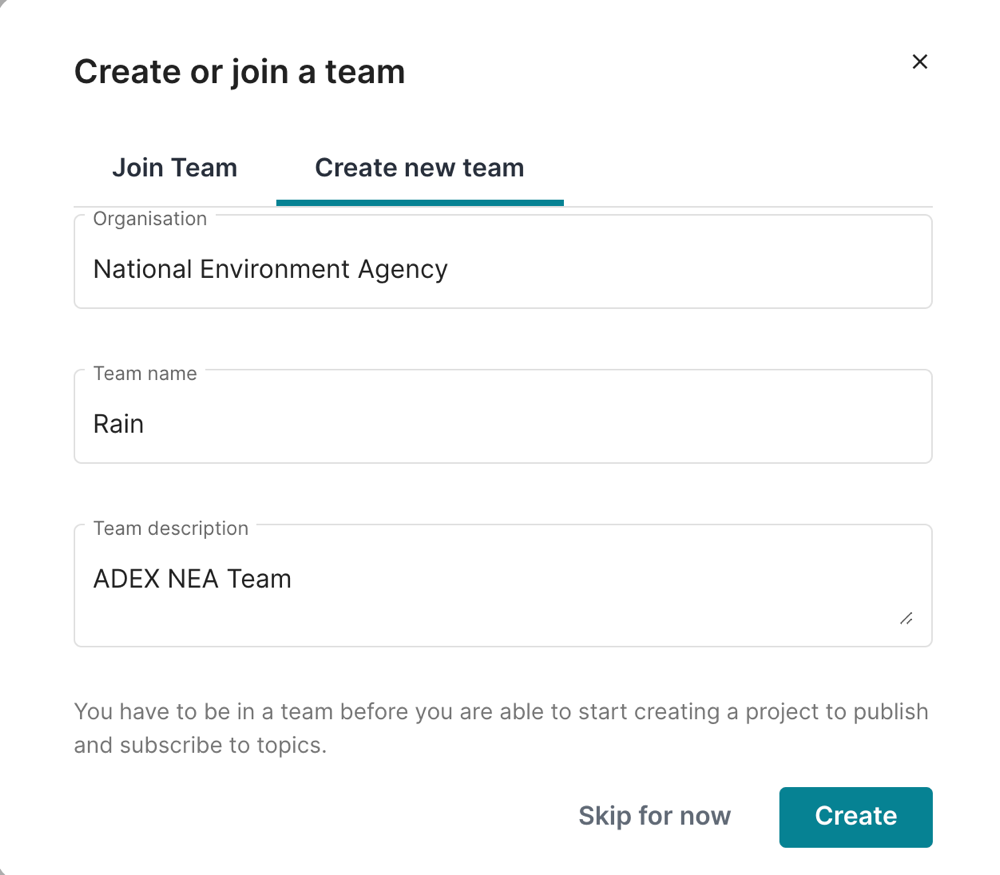 Create or join a team
Join Team
Create new team
Organisation
National Environment Agency
Team name
Rain
Team description
ADEX NEA Team
You have to be in a team before you are able to start creating a project to publish
and subscribe to topics.
Skip for now
Create